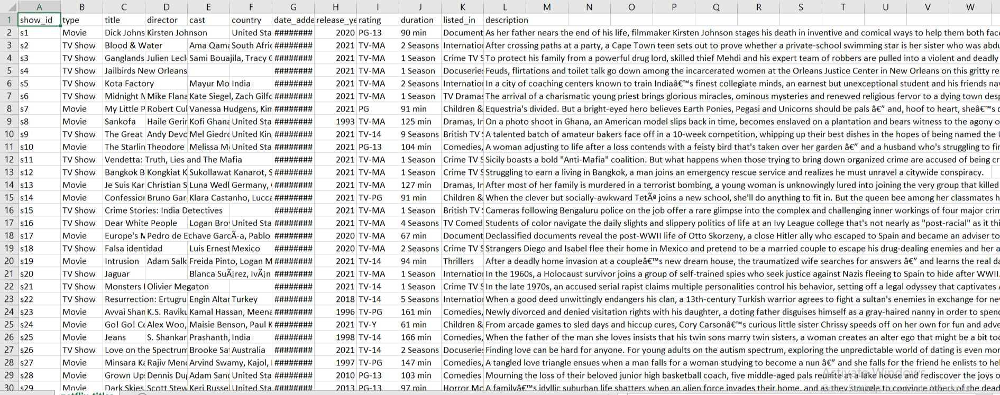 A B C D E F G H I J K L M N O P Q R S T U V W
1 show_id type title director cast country date_adde release_ye rating duration listed_in description
2 s1 Movie Dick Johns Kirsten Johnson United Sta ######## 2020 PG-13 90 min Document As her father nears the end of his life, filmmaker Kirsten Johnson stages his death in inventive and comical ways to help them both face
3 s2 TV Show Blood & Water Ama Qama South Afric ######## 2021 TV-MA 2 Seasons Internation After crossing paths at a party, a Cape Town teen sets out to prove whether a private-school swimming star is her sister who was abdu
4 s3 TV Show Ganglands Julien Lecl Sami Bouajila, Tracy G ######## 2021 TV-MA 1 Season Crime TV S To protect his family from a powerful drug lord, skilled thief Mehdi and his expert team of robbers are pulled into a violent and deadly
5 s4 TV Show Jailbirds New Orleans ######## 2021 TV-MA 1 Season Docuseries Feuds, flirtations and toilet talk go down among the incarcerated women at the Orleans Justice Center in New Orleans on this gritty re
6 s5 TV Show Kota Factory Mayur Mo India ######## 2021 TV-MA 2 Seasons Internation In a city of coaching centers known to train Indiaâ€™s finest collegiate minds, an earnest but unexceptional student and his friends nav
7 s6 TV Show Midnight M Mike Flana Kate Siegel, Zach Gilfo ######## 2021 TV-MA 1 Season TV Dramas The arrival of a charismatic young priest brings glorious miracles, ominous mysteries and renewed religious fervor to a dying town desp
8 s7 Movie My Little P Robert Cul Vanessa Hudgens, Kim ######## 2021 PG 91 min Children & Equestria's divided. But a bright-eyed hero believes Earth Ponies, Pegasi and Unicorns should be pals â€” and, hoof to heart, sheâ€™s d
9 s8 Movie Sankofa Haile Gerim Kofi Ghana United Sta ######## 1993 TV-MA 125 min Dramas, In On a photo shoot in Ghana, an American model slips back in time, becomes enslaved on a plantation and bears witness to the agony o
10 s9 TV Show The Great Andy Devo Mel Giedro United Kin ######## 2021 TV-14 9 Seasons British TV S A talented batch of amateur bakers face off in a 10-week competition, whipping up their best dishes in the hopes of being named the U
11 s10 Movie The Starlin Theodore Melissa Mc United Sta ######## 2021 PG-13 104 min Comedies, A woman adjusting to life after a loss contends with a feisty bird that's taken over her garden â€” and a husband who's struggling to fin
12 s11 TV Show Vendetta: Truth, Lies and The Mafia ######## 2021 TV-MA 1 Season Crime TV S Sicily boasts a bold "Anti-Mafia" coalition. But what happens when those trying to bring down organized crime are accused of being cr
13 s12 TV Show Bangkok B Kongkiat K Sukollawat Kanarot, S ######## 2021 TV-MA 1 Season Crime TV S Struggling to earn a living in Bangkok, a man joins an emergency rescue service and realizes he must unravel a citywide conspiracy.
14 s13 Movie Je Suis Kar Christian S Luna Wedl Germany, ######## 2021 TV-MA 127 min Dramas, In After most of her family is murdered in a terrorist bombing, a young woman is unknowingly lured into joining the very group that killed
15 s14 Movie Confession Bruno Gar Klara Castanho, Lucca ######## 2021 TV-PG 91 min Children & When the clever but socially-awkward TetÃª joins a new school, she'll do anything to fit in. But the queen bee among her classmates h
16 s15 TV Show Crime Stories: India Detectives ######## 2021 TV-MA 1 Season British TV S Cameras following Bengaluru police on the job offer a rare glimpse into the complex and challenging inner workings of four major crim
17 s16 TV Show Dear White People Logan Brow United Sta ######## 2021 TV-MA 4 Seasons TV Comed Students of color navigate the daily slights and slippery politics of life at an Ivy League college that's not nearly as "post-racial" as it thi
18 s17 Movie Europe's M Pedro de Echave GarcÃ-a, Pablo ######## 2020 TV-MA 67 min Document Declassified documents reveal the post-WWII life of Otto Skorzeny, a close Hitler ally who escaped to Spain and became an adviser to
19 s18 TV Show Falsa identidad Luis Ernest Mexico ######## 2020 TV-MA 2 Seasons Crime TV S Strangers Diego and Isabel flee their home in Mexico and pretend to be a married couple to escape his drug-dealing enemies and her a
20 s19 Movie Intrusion Adam Salk Freida Pinto, Logan M ######## 2021 TV-14 94 min Thrillers After a deadly home invasion at a coupleâ€™s new dream house, the traumatized wife searches for answers â€” and learns the real da
21 s20 TV Show Jaguar Blanca SuÃ¡rez, IvÃ¡n ######## 2021 TV-MA 1 Season Internation In the 1960s, a Holocaust survivor joins a group of self-trained spies who seek justice against Nazis fleeing to Spain to hide after WWII.
22 s21 TV Show Monsters I Olivier Megaton ######## 2021 TV-14 1 Season Crime TV S In the late 1970s, an accused serial rapist claims multiple personalities control his behavior, setting off a legal odyssey that captivates A
23 s22 TV Show Resurrection: Ertugru Engin Altan Turkey ######## 2018 TV-14 5 Seasons Internation When a good deed unwittingly endangers his clan, a 13th-century Turkish warrior agrees to fight a sultan's enemies in exchange for ne
24 s23 Movie Avvai Shan K.S. Raviku Kamal Hassan, Meena ######## 1996 TV-PG 161 min Comedies, Newly divorced and denied visitation rights with his daughter, a doting father disguises himself as a gray-haired nanny in order to spend
25 s24 Movie Go! Go! Co Alex Woo, Maisie Benson, Paul K ######## 2021 TV-Y 61 min Children & From arcade games to sled days and hiccup cures, Cory Carsonâ€™s curious little sister Chrissy speeds off on her own for fun and adve
26 s25 Movie Jeans S. Shankar Prashanth, India ######## 1998 TV-14 166 min Comedies, When the father of the man she loves insists that his twin sons marry twin sisters, a woman creates an alter ego that might be a bit too
27 s26 TV Show Love on the Spectrum Brooke Sat Australia ######## 2021 TV-14 2 Seasons Docuseries Finding love can be hard for anyone. For young adults on the autism spectrum, exploring the unpredictable world of dating is even mor
28 s27 Movie Minsara Ka Rajiv Men Arvind Swamy, Kajol, ######## 1997 TV-PG 147 min Comedies, A tangled love triangle ensues when a man falls for a woman studying to become a nun â€” and she falls for the friend he enlists to hel
29 s28 Movie Grown Ups Dennis Dug Adam Sand United Sta ######## 2010 PG-13 103 min Comedies Mourning the loss of their beloved junior high basketball coach, five middle-aged pals reunite at a lake house and rediscover the joys o
30 s29 Movie Dark Skies Scott Stew Keri Russe United Sta ######## 2013 PG-13 97 min Horror Mo A familyâ€™s idyllic suburban life shatters when an alien force invades their home, and as they struggle to convince others of the dead
Activate Windows
netflix_titles